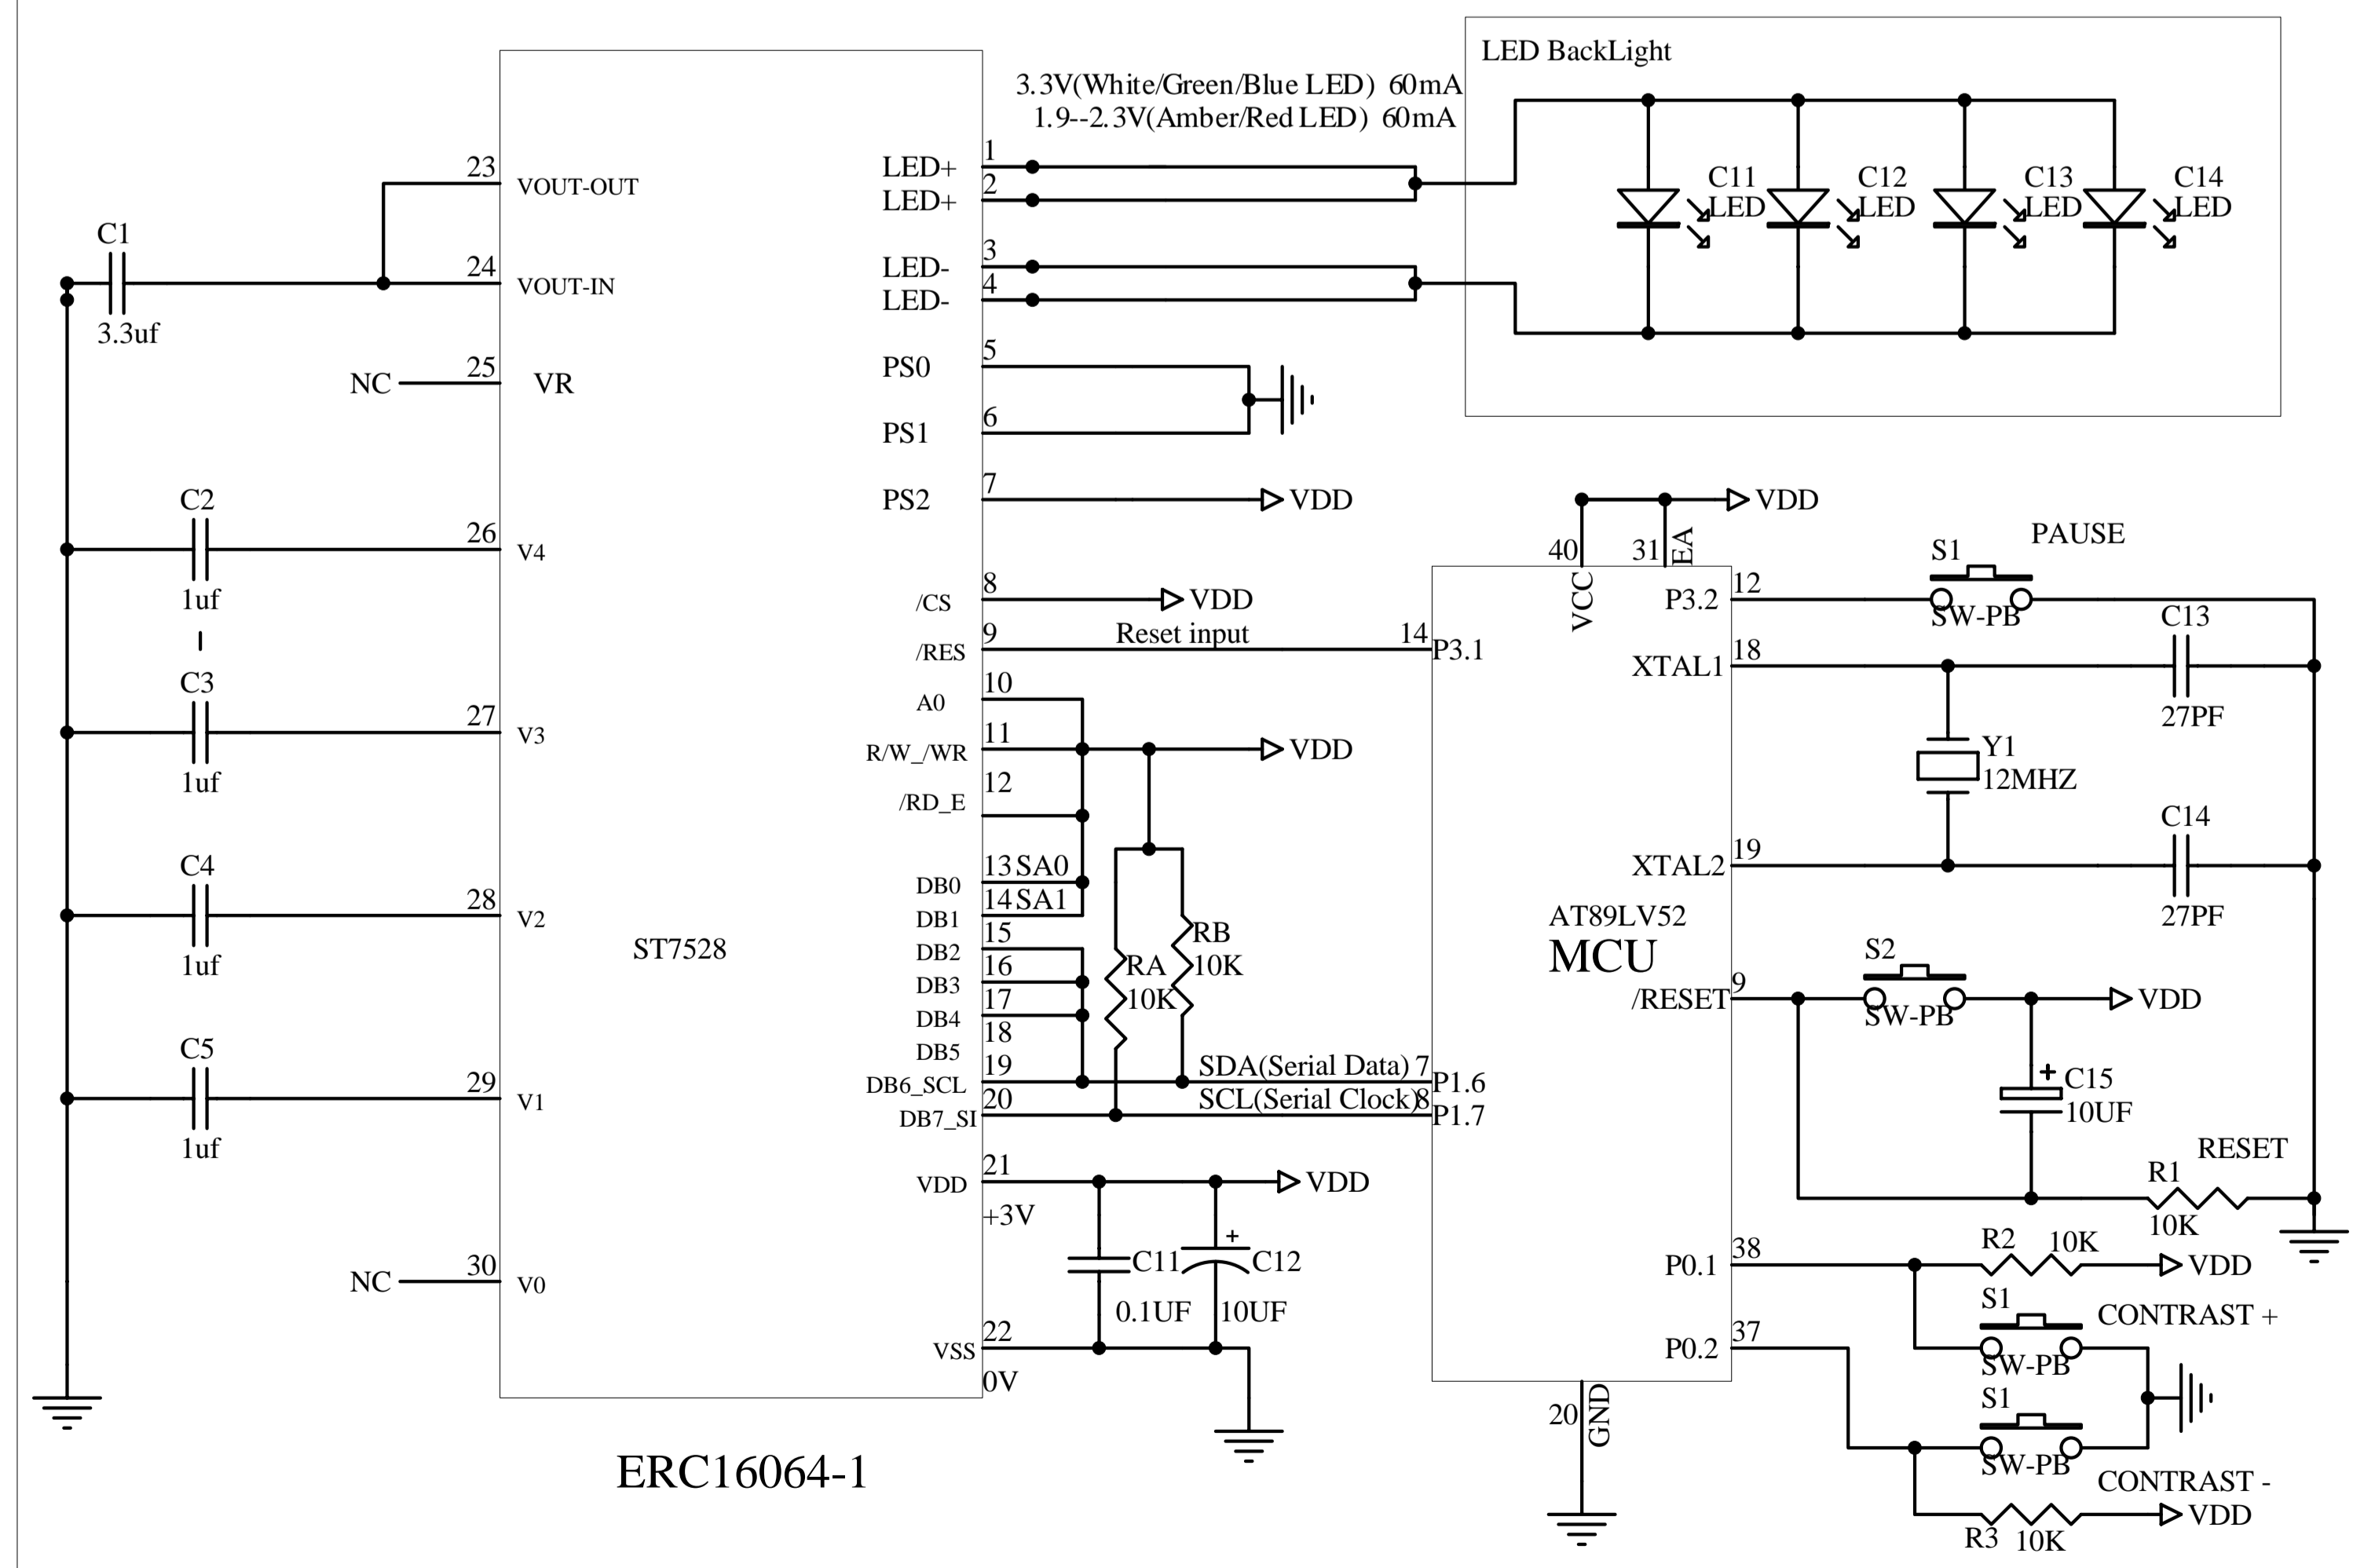 LED BackLight
3.3V(White/Green/Blue LED) 60mA
1.9--2.3V(Amber/Red LED) 60mA
C11
LED
C12
LED
C13
LED
C14
LED
C1
3.3uf
23 VOUT-OUT
24 VOUT-IN
NC 25 VR
C2
1uf
26 V4
C3
1uf
27 V3
C4
1uf
28 V2
C5
1uf
29 V1
NC 30 V0
ST7528
ERC16064-1
LED+ 1
LED+ 2
LED- 3
LED- 4
PS0 5
PS1 6
PS2 7 VDD
/CS 8 VDD
/RES 9 Reset input 14 P3.1
A0 10
R/W_/WR 11 VDD
/RD_E 12
DB0 13 SA0
DB1 14 SA1
DB2 15
DB3 16
DB4 17
DB5 18
DB6_SCL 19 SDA(Serial Data) 7 P1.6
DB7_SI 20 SCL(Serial Clock) 8 P1.7
RA
10K
RB
10K
VDD 21 VDD
+3V
C11
0.1UF
+
C12
10UF
VSS 22
0V
VDD
40 VCC
31 EA
P3.2 12
S1
SW-PB
PAUSE
XTAL1 18
C13
27PF
Y1
12MHZ
XTAL2 19
C14
27PF
AT89LV52
MCU
/RESET 9
S2
SW-PB
VDD
+
C15
10UF
RESET
R1
10K
P0.1 38
R2 10K VDD
S1
SW-PB
CONTRAST +
P0.2 37
S1
SW-PB
CONTRAST -
R3 10K VDD
20 GND